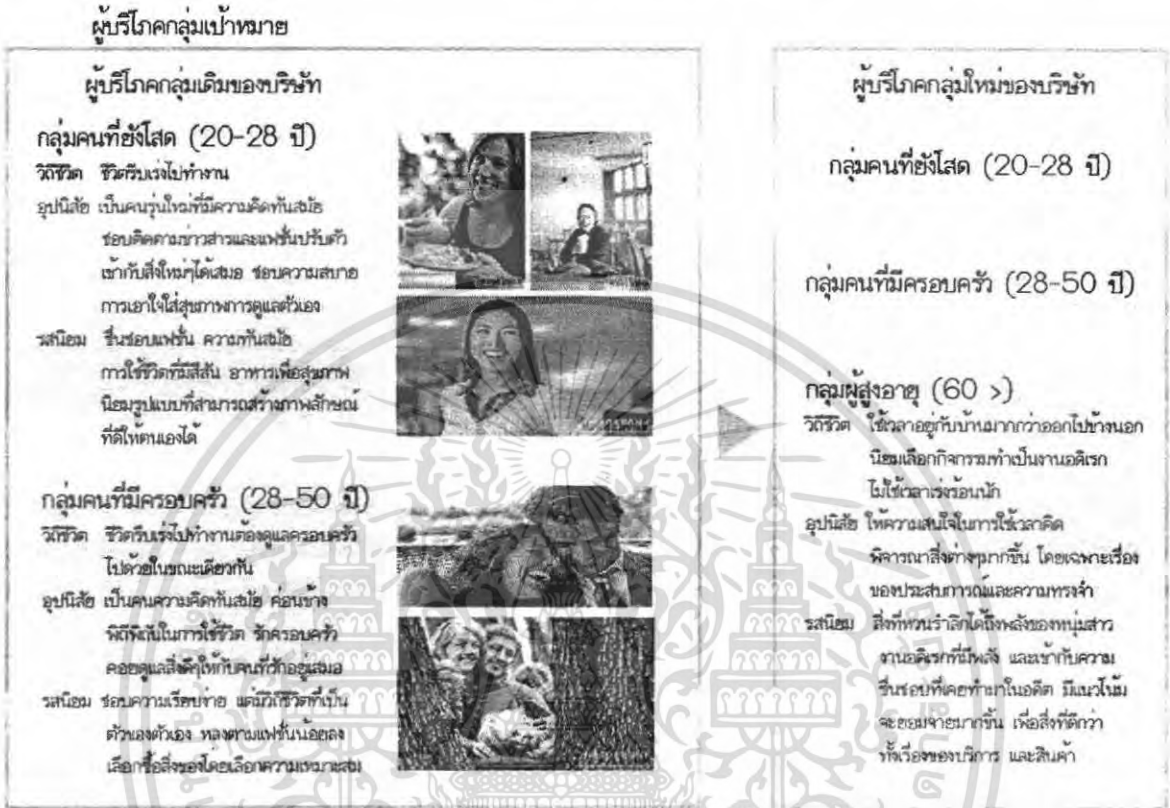 ผู้บริโภคกลุ่มเป้าหมาย
ผู้บริโภคกลุ่มเดิมของบริษัท
กลุ่มคนที่ยังโสด (20-28 ปี)
วิถีชีวิต ชีวิตรีบเร่งไปทำงาน
อุปนิสัย เป็นคนรุ่นใหม่ที่มีความคิดทันสมัย
ชอบติดตามข่าวสารและแฟชั่นปรับตัว
เข้ากับสิ่งใหม่ๆได้เสมอ ชอบความสบาย
การเอาใจใส่สุขภาพการดูแลตัวเอง
รสนิยม ชื่นชอบแฟชั่น ความทันสมัย
การใช้ชีวิตที่มีสีสัน อาหารเพื่อสุขภาพ
นิยมรูปแบบที่สามารถสร้างภาพลักษณ์
ที่ดีให้ตนเองได้
กลุ่มคนที่มีครอบครัว (28-50 ปี)
วิถีชีวิต ชีวิตรีบเร่งไปทำงานต้องดูแลครอบครัว
ไปด้วยในขณะเดียวกัน
อุปนิสัย เป็นคนความคิดทันสมัย ค่อนข้าง
พิถีพิถันในการใช้ชีวิต รักครอบครัว
คอยดูแลสิ่งดีๆให้กับคนที่รักอยู่เสมอ
รสนิยม ชอบความเรียบง่าย แต่มีวิถีชีวิตที่เป็น
ตัวของตัวเอง หลงตามแฟชั่นน้อยลง
เลือกซื้อสิ่งของโดยเลือกความเหมาะสม
ผู้บริโภคกลุ่มใหม่ของบริษัท
กลุ่มคนที่ยังโสด (20-28 ปี)
กลุ่มคนที่มีครอบครัว (28-50 ปี)
กลุ่มผู้สูงอายุ (60 >)
วิถีชีวิต ใช้เวลาอยู่กับบ้านมากกว่าออกไปข้างนอก
นิยมเลือกกิจกรรมทำเป็นงานอดิเรก
ไม่ใช้เวลาเร่งร้อนนัก
อุปนิสัย ให้ความสนใจในการใช้เวลาคิด
พิจารณาสิ่งต่างๆมากขึ้น โดยเฉพาะเรื่อง
ของประสบการณ์และความทรงจำ
รสนิยม สิ่งที่หวนรำลึกได้ถึงพลังของหนุ่มสาว
งานอดิเรกที่มีพลัง และเข้ากับความ
ชื่นชอบที่เคยทำมาในอดีต มีแนวโน้ม
จะยอมจ่ายมากขึ้น เพื่อสิ่งที่ดีกว่า
ทั้งเรื่องของบริการ และสินค้า